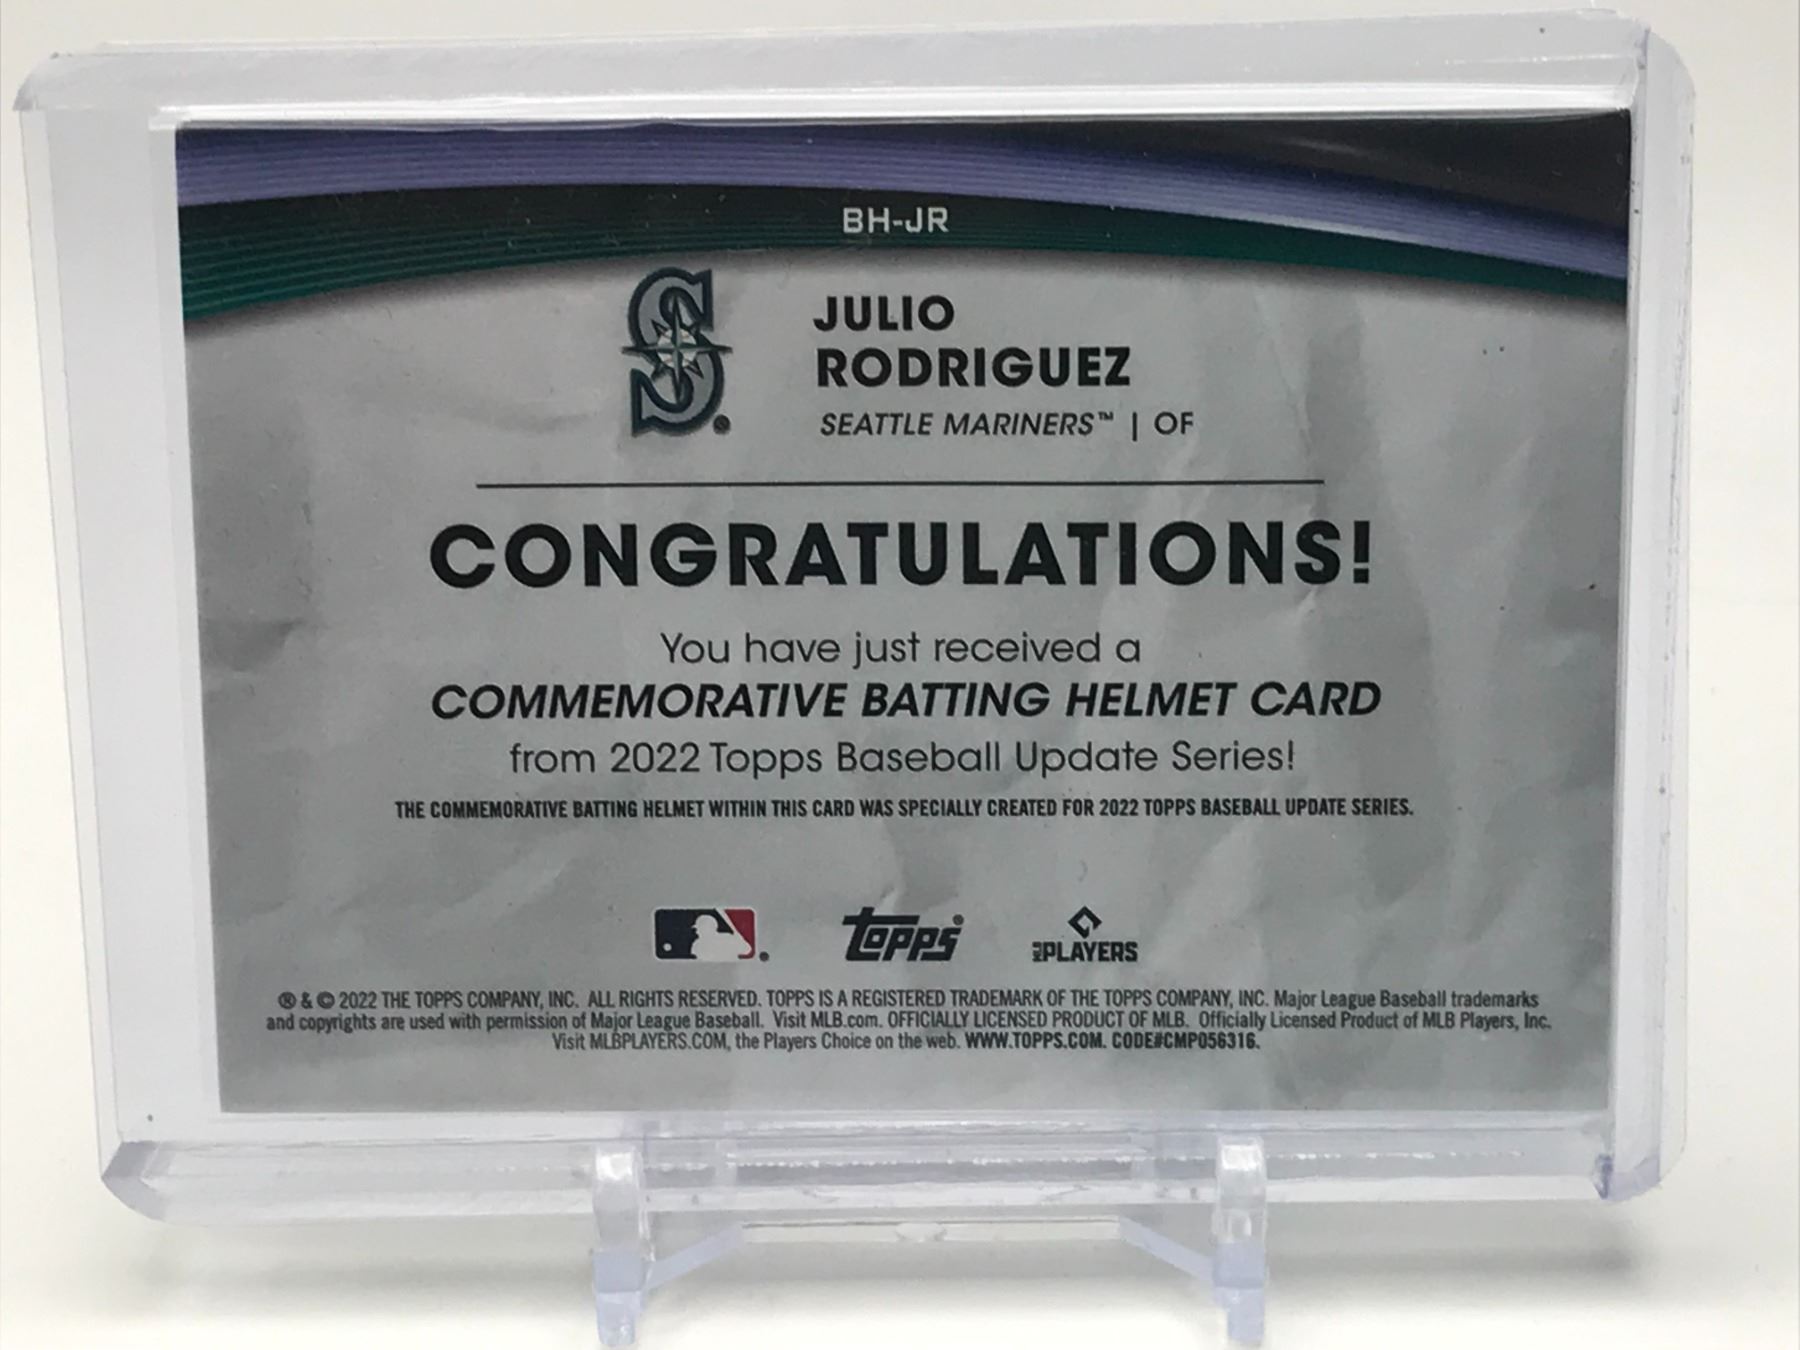 BH-JR
S
JULIO
RODRIGUEZ
SEATTLE MARINERS™ | OF
CONGRATULATIONS!
You have just received a
COMMEMORATIVE BATTING HELMET CARD
from 2022 Topps Baseball Update Series!
THE COMMEMORATIVE BATTING HELMET WITHIN THIS CARD WAS SPECIALLY CREATED FOR 2022 TOPPS BASEBALL UPDATE SERIES.
topps PLAYERS
® & © 2022 THE TOPPS COMPANY, INC. ALL RIGHTS RESERVED. TOPPS IS A REGISTERED TRADEMARK OF THE TOPPS COMPANY, INC. Major League Baseball trademarks
and copyrights are used with permission of Major League Baseball. Visit MLB.com. OFFICIALLY LICENSED PRODUCT OF MLB. Officially Licensed Product of MLB Players, Inc.
Visit MLBPLAYERS.COM, the Players Choice on the web. WWW.TOPPS.COM. CODE#CMP056316.